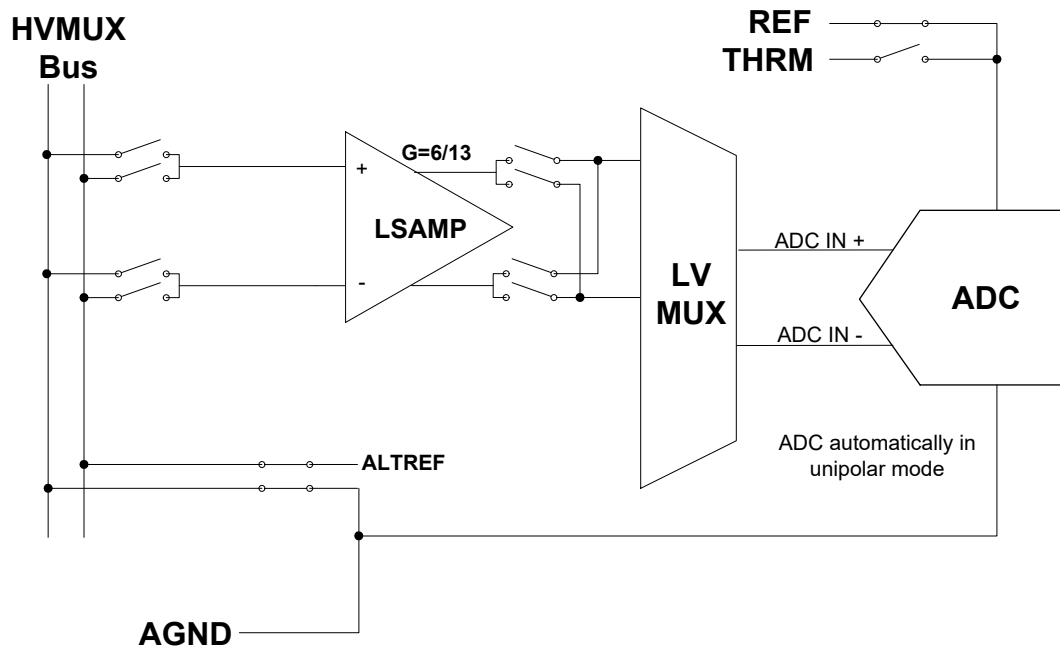 HVMUX
Bus
REF
THRM
G=6/13
+
LSAMP
-
LV
MUX
ADC IN +
ADC IN -
ADC
ALTREF
ADC automatically in
unipolar mode
AGND